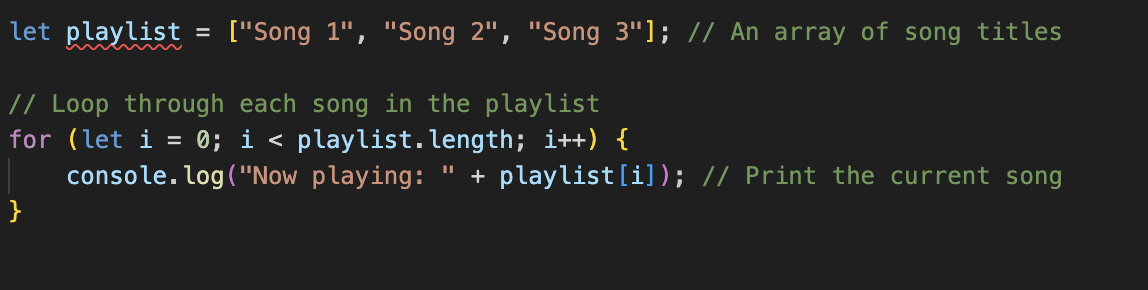 let playlist = ["Song 1", "Song 2", "Song 3"]; // An array of song titles
// Loop through each song in the playlist
for (let i = 0; i < playlist.length; i++) {
console.log("Now playing: " + playlist[i]); // Print the current song
}